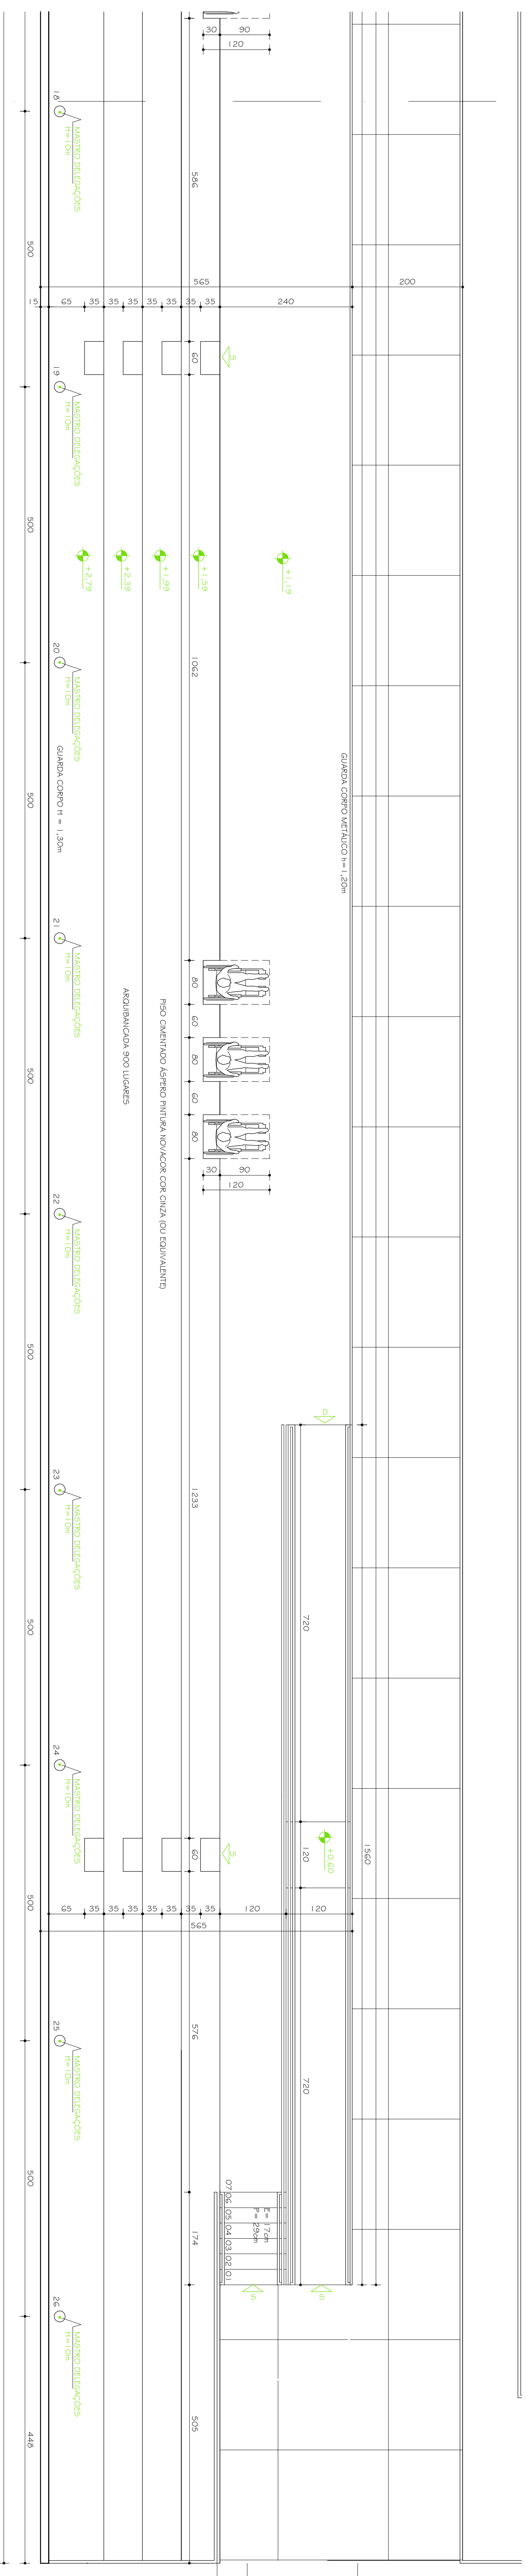 30 90
120
18
MASTRO DELEGAÇÕES
H=10m
586
500
565
200
15 65 35 35 35 35 35 35 35 240
60
S
19
MASTRO DELEGAÇÕES
H=10m
500
+2,79
+2,39
+1,99
+1,59
+1,19
20
MASTRO DELEGAÇÕES
H=10m
1062
GUARDA CORPO H = 1,30m
GUARDA CORPO METÁLICO h=1,20m
500
21
MASTRO DELEGAÇÕES
H=10m
80
60
80
60
80
ARQUIBANCADA 900 LUGARES
PISO CIMENTADO ÁSPERO PINTURA NOVACOR COR CINZA (OU EQUIVALENTE)
500
30 90
120
22
MASTRO DELEGAÇÕES
H=10m
500
D
23
MASTRO DELEGAÇÕES
H=10m
1233
720
500
24
MASTRO DELEGAÇÕES
H=10m
60
S
+0,60
120
1560
500
65 35 35 35 35 35 35 35 120 120
565
25
MASTRO DELEGAÇÕES
H=10m
576
720
500
174
07 06 05 04 03 02 01
E= 17cm
P= 29cm
S
S
26
MASTRO DELEGAÇÕES
H=10m
505
448